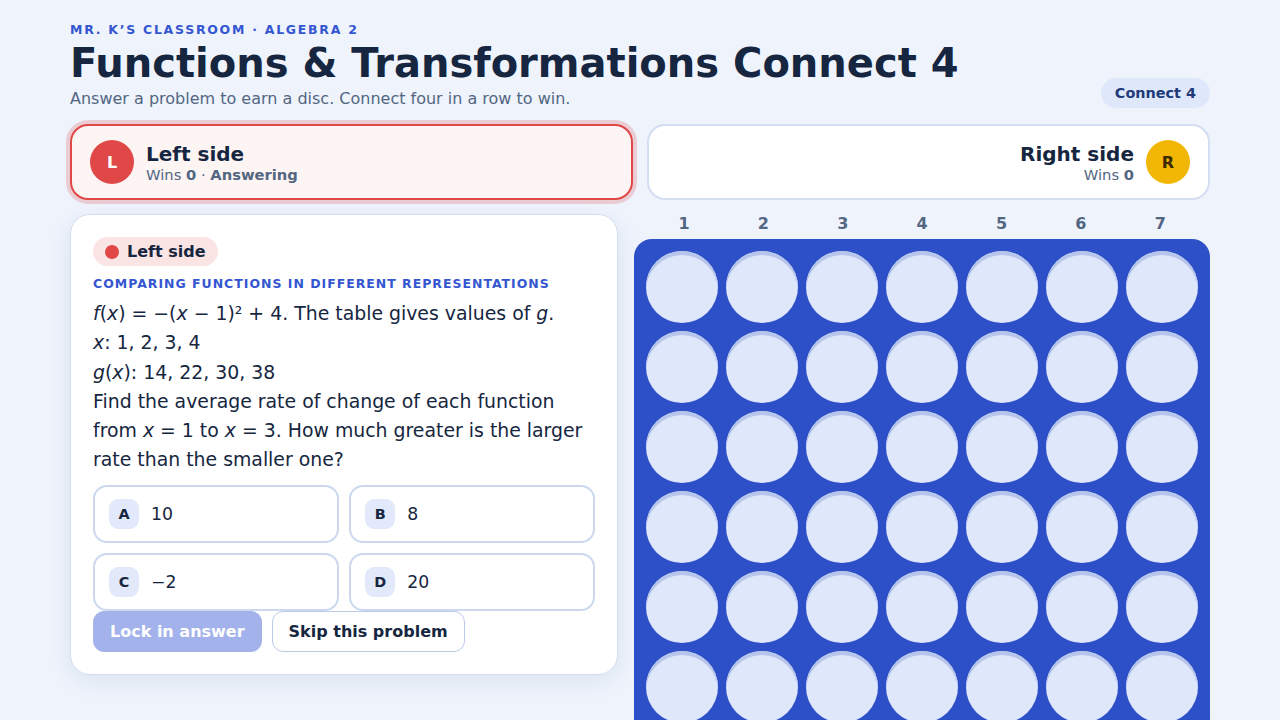 MR. K’S CLASSROOM · ALGEBRA 2
Functions & Transformations Connect 4
Answer a problem to earn a disc. Connect four in a row to win.
Connect 4
L
Left side
Wins 0 · Answering
Right side
Wins 0
R
Left side
COMPARING FUNCTIONS IN DIFFERENT REPRESENTATIONS
f(x) = −(x − 1)² + 4. The table gives values of g.
x: 1, 2, 3, 4
g(x): 14, 22, 30, 38
Find the average rate of change of each function
from x = 1 to x = 3. How much greater is the larger
rate than the smaller one?
A 10
B 8
C −2
D 20
Lock in answer
Skip this problem
1 2 3 4 5 6 7